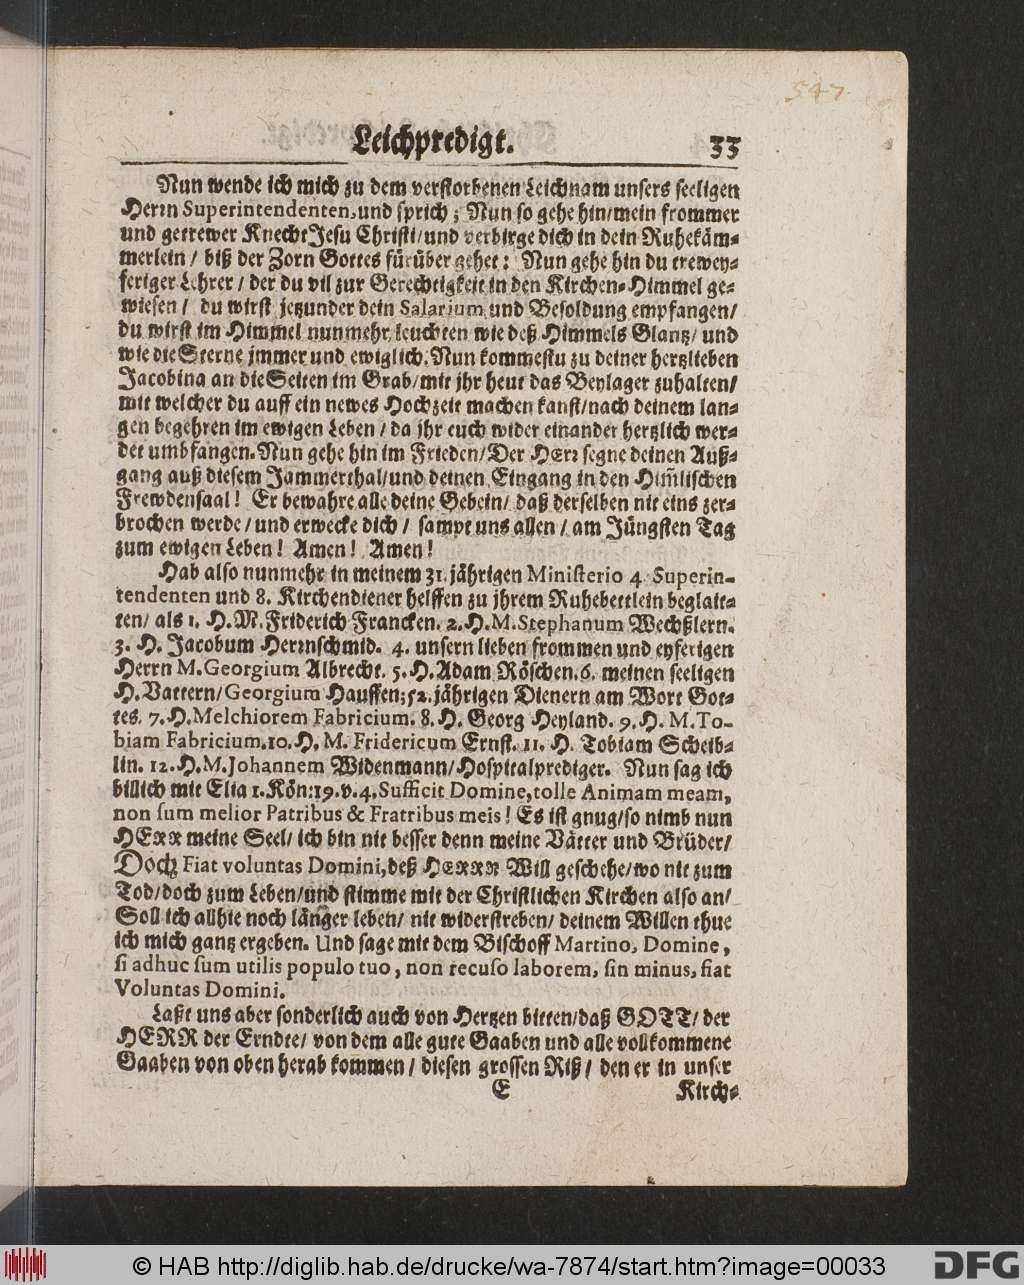 547.
Leichpredigt. 33
Nun wende ich mich zu dem verstorbenen Leichnam unsers seeligen
Herrn Superintendenten, und sprich; Nun so gehe hin/mein frommer
und getrewer Knecht Jesu Christi/und verbirge dich in dein Ruhekäm⸗
merlein / biß der Zorn Gottes fürüber gehet: Nun gehe hin du trewey⸗
feriger Lehrer / der du vil zur Gerechtigkeit in den Kirchen⸗Himmel ge⸗
wiesen / du wirst jetzunder dein Salarium und Besoldung empfangen/
du wirst im Himmel nunmehr leuchten wie deß Himmels Glantz/ und
wie die Sterne jmmer und ewiglich. Nun kommestu zu deiner hertzlieben
Jacobina an die Seiten im Grab/mit jhr heut das Beylager zuhalten/
mit welcher du auff ein newes Hochzeit machen kanst/nach deinem lan⸗
gen begehren im ewigen Leben / da jhr euch wider einander hertzlich wer⸗
det umbfangen. Nun gehe hin im Frieden/Der HErr segne deinen Auß⸗
gang auß diesem Jammerthal/und deinen Eingang in den Him̃lischen
Frewdensaal! Er bewahre alle deine Gebein/ daß derselben nit eins zer⸗
brochen werde / und erwecke dich / sampt uns allen / am Jüngsten Tag
zum ewigen Leben! Amen! Amen!
Hab also nunmehr in meinem 31. jährigen Ministerio 4. Superin⸗
tendenten und 8. Kirchendiener helffen zu jhrem Ruhebettlein beglait⸗
ten/ als 1. H. M. Friderich Francken. 2. H. M. Stephanum Wechßlern.
3. H. Jacobum Herrnschmid. 4. unsern lieben frommen und eyferigen
Herrn M. Georgium Albrecht. 5. H. Adam Röschen. 6. meinen seeligen
H. Vattern/Georgium Hauffen; 52. jährigen Dienern am Wort Got⸗
tes. 7. H. Melchiorem Fabricium. 8. H. Georg Heyland. 9. H. M. To⸗
biam Fabricium. 10. H. M. Fridericum Ernst. 11. H. Tobiam Scheib⸗
lin. 12. H. M. Johannem Widenmann/Hospitalprediger. Nun sag ich
billich mit Elia 1. Kön: 19. v. 4. Sufficit Domine, tolle Animam meam,
non sum melior Patribus & Fratribus meis! Es ist gnug/so nimb nun
HErr meine Seel/ ich bin nit besser denn meine Vätter und Brüder/
Doch Fiat voluntas Domini, deß HERRN Will geschehe/wo nit zum
Tod/doch zum Leben/und stimme mit der Christlichen Kirchen also an/
Soll ich allhie noch länger leben/ nit widerstreben/ deinem Willen thue
ich mich gantz ergeben. Und sage mit dem Bischoff Martino, Domine,
si adhuc sum utilis populo tuo, non recuso laborem, sin minus, fiat
Voluntas Domini.
Laßt uns aber sonderlich auch von Hertzen bitten/daß GOTT/ der
HERR der Erndte/ von dem alle gute Gaaben und alle vollkommene
Gaaben von oben herab kommen / diesen grossen Riß/ den er in unser
E Kirch⸗
© HAB http://diglib.hab.de/drucke/wa-7874/start.htm?image=00033
DFG